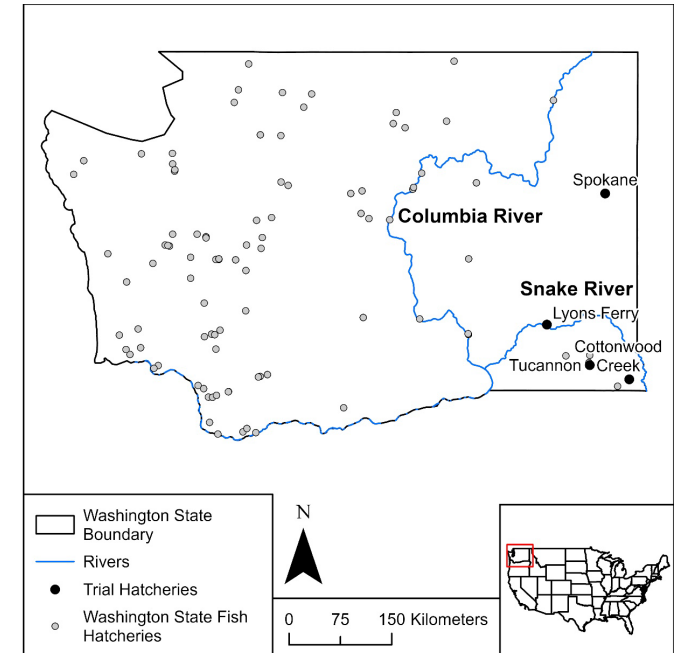 Spokane
Columbia River
Snake River
Lyons Ferry
Cottonwood
Tucannon Creek
Washington State
Boundary
Rivers
Trial Hatcheries
Washington State Fish
Hatcheries
N
0 75 150 Kilometers